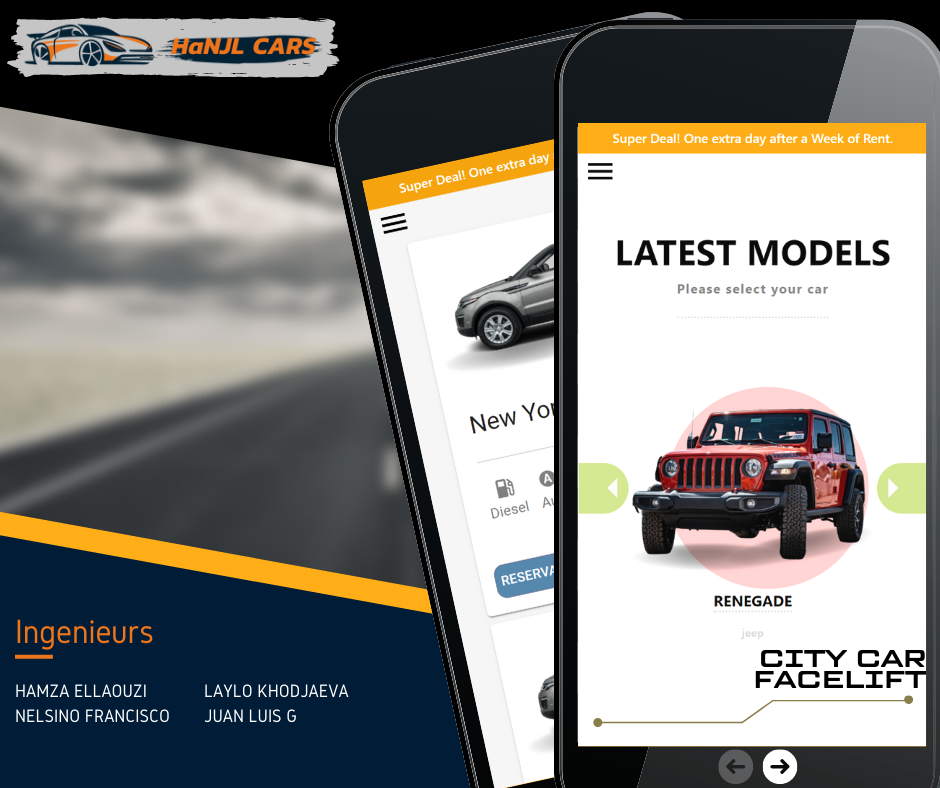 HaNJL CARS
Super Deal! One extra day
New Yor
Diesel
RESERVA
Super Deal! One extra day after a Week of Rent.
LATEST MODELS
Please select your car
RENEGADE
jeep
CITY CAR
FACELIFT
Ingenieurs
HAMZA ELLAOUZI LAYLO KHODJAEVA
NELSINO FRANCISCO JUAN LUIS G